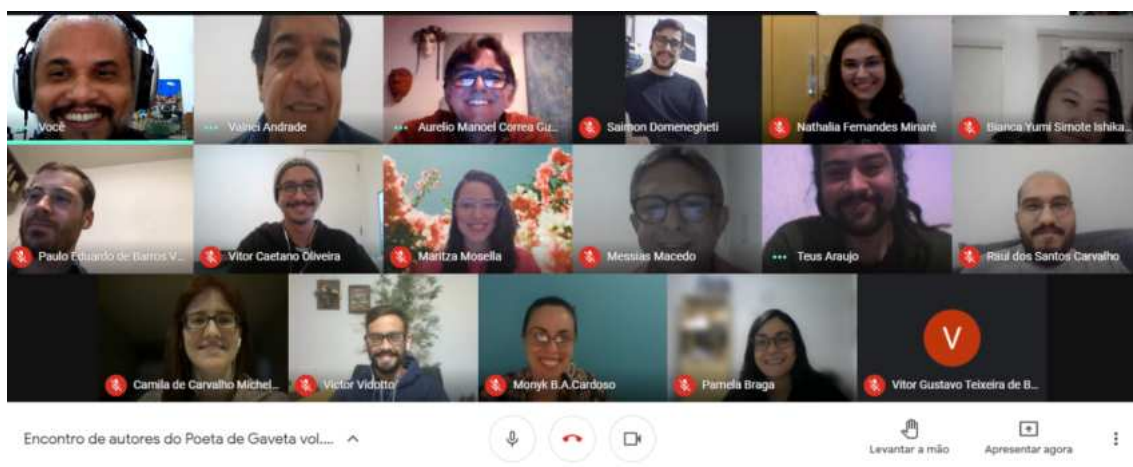 Você
Valnei Andrade
Aurelio Manoel Correa Gu...
Saimon Domenegheti
Nathalia Fernandes Minaré
Bianca Yumi Simote Ishika...
Paulo Eduardo de Barros V...
Vitor Caetano Oliveira
Maritza Mosella
Messias Macedo
Teus Araujo
Raul dos Santos Carvalho
Camila de Carvalho Michel...
Victor Vidotto
Monyk B.A.Cardoso
Pamela Braga
V
Vitor Gustavo Teixeira de B...
Encontro de autores do Poeta de Gaveta vol....
Levantar a mão
Apresentar agora